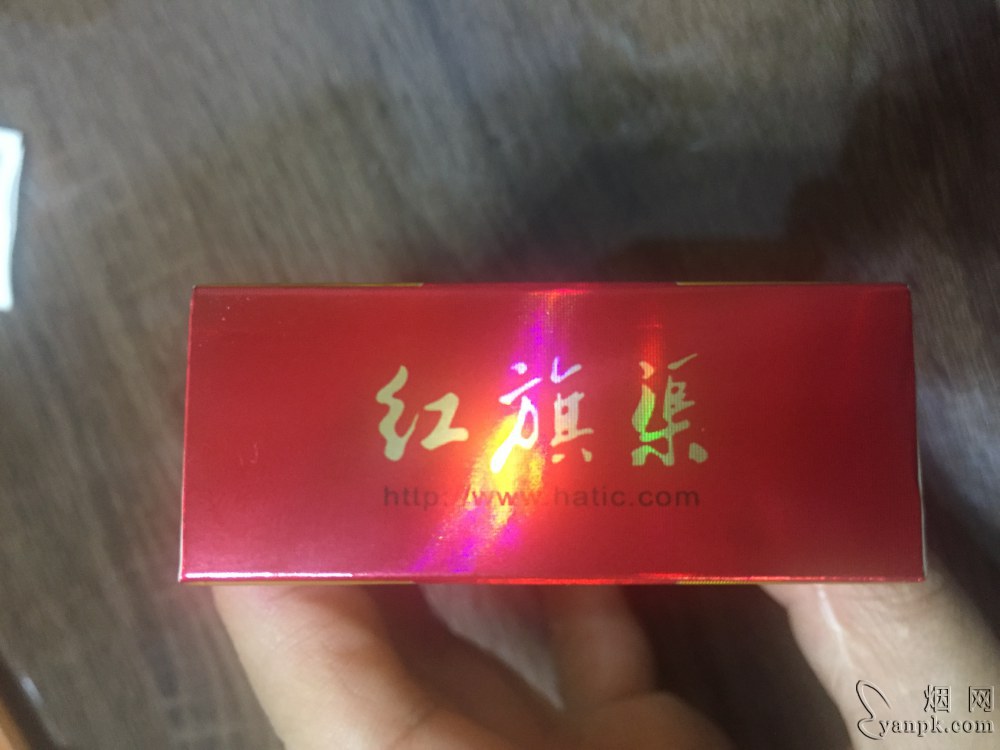 红旗渠
http://www.hatic.com
烟网
yanpk.com